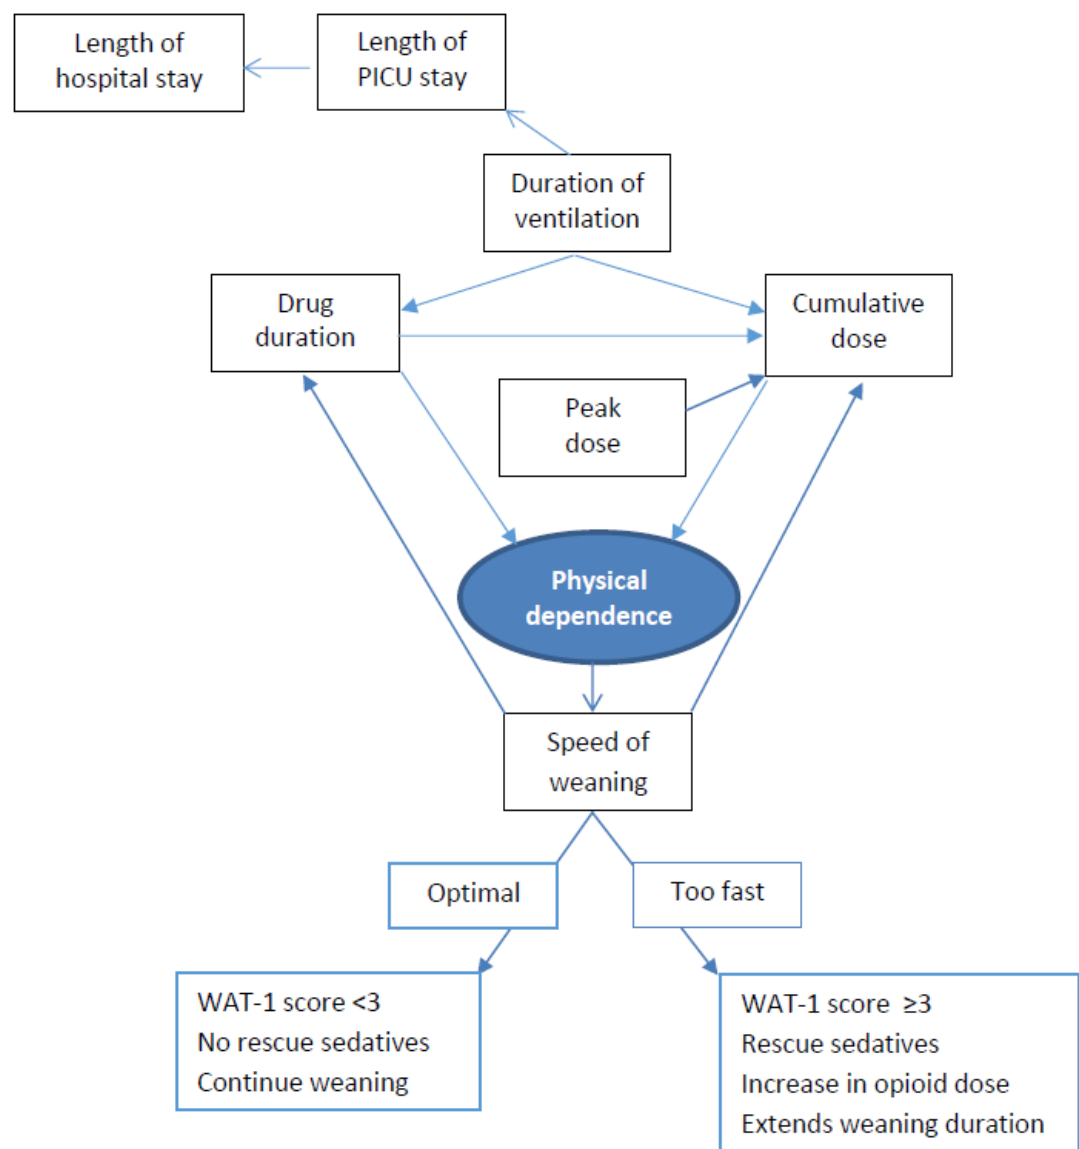 Length of
hospital stay
Length of
PICU stay
Duration of
ventilation
Drug
duration
Cumulative
dose
Peak
dose
Physical
dependence
Speed of
weaning
Optimal
Too fast
WAT-1 score <3
No rescue sedatives
Continue weaning
WAT-1 score ≥3
Rescue sedatives
Increase in opioid dose
Extends weaning duration